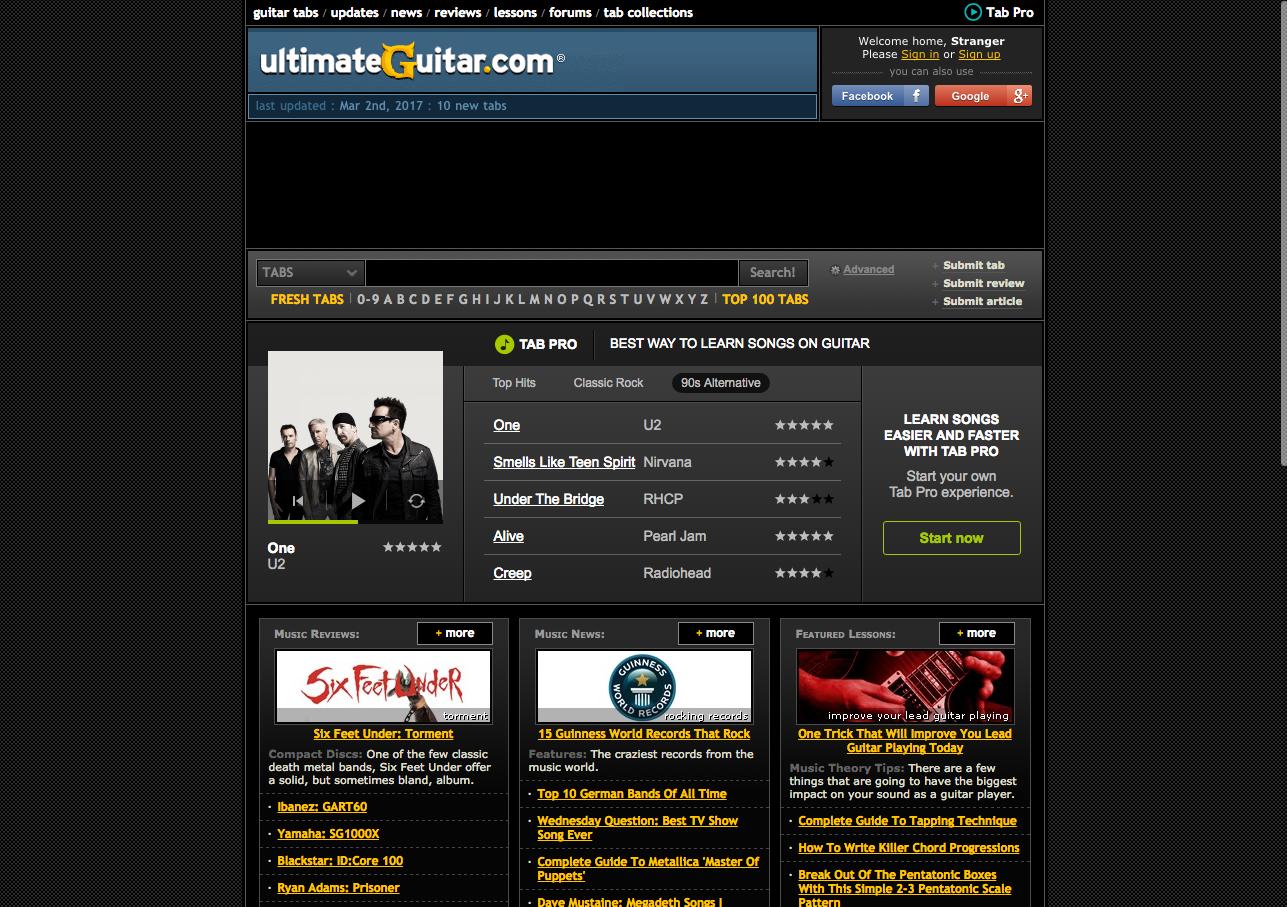 guitar tabs / updates / news / reviews / lessons / forums / tab collections
Tab Pro
ultimateGuitar.com®
last updated : Mar 2nd, 2017 : 10 new tabs
Welcome home, Stranger
Please Sign in or Sign up
you can also use
Facebook f
Google g+
TABS
Search!
Advanced
+ Submit tab
+ Submit review
+ Submit article
FRESH TABS | 0-9 A B C D E F G H I J K L M N O P Q R S T U V W X Y Z | TOP 100 TABS
TAB PRO
BEST WAY TO LEARN SONGS ON GUITAR
One
U2
Top Hits Classic Rock 90s Alternative
One U2
Smells Like Teen Spirit Nirvana
Under The Bridge RHCP
Alive Pearl Jam
Creep Radiohead
LEARN SONGS
EASIER AND FASTER
WITH TAB PRO
Start your own
Tab Pro experience.
Start now
Music Reviews:
+ more
Six Feet Under
torment
Six Feet Under: Torment
Compact Discs: One of the few classic
death metal bands, Six Feet Under offer
a solid, but sometimes bland, album.
· Ibanez: GART60
· Yamaha: SG1000X
· Blackstar: ID:Core 100
· Ryan Adams: Prisoner
Music News:
+ more
GUINNESS
WORLD RECORDS
rocking records
15 Guinness World Records That Rock
Features: The craziest records from the
music world.
· Top 10 German Bands Of All Time
· Wednesday Question: Best TV Show
Song Ever
· Complete Guide To Metallica 'Master Of
Puppets'
· Dave Mustaine: Megadeth Songs I
Featured Lessons:
+ more
improve your lead guitar playing
One Trick That Will Improve You Lead
Guitar Playing Today
Music Theory Tips: There are a few
things that are going to have the biggest
impact on your sound as a guitar player.
· Complete Guide To Tapping Technique
· How To Write Killer Chord Progressions
· Break Out Of The Pentatonic Boxes
With This Simple 2-3 Pentatonic Scale
Pattern